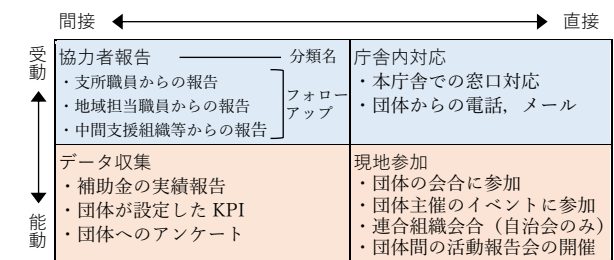 間接 直接
受動
能動
協力者報告 分類名
・支所職員からの報告
・地域担当職員からの報告
・中間支援組織等からの報告
フォロー
アップ
庁舎内対応
・本庁舎での窓口対応
・団体からの電話，メール
データ収集
・補助金の実績報告
・団体が設定した KPI
・団体へのアンケート
現地参加
・団体の会合に参加
・団体主催のイベントに参加
・連合組織会合（自治会のみ）
・団体間の活動報告会の開催